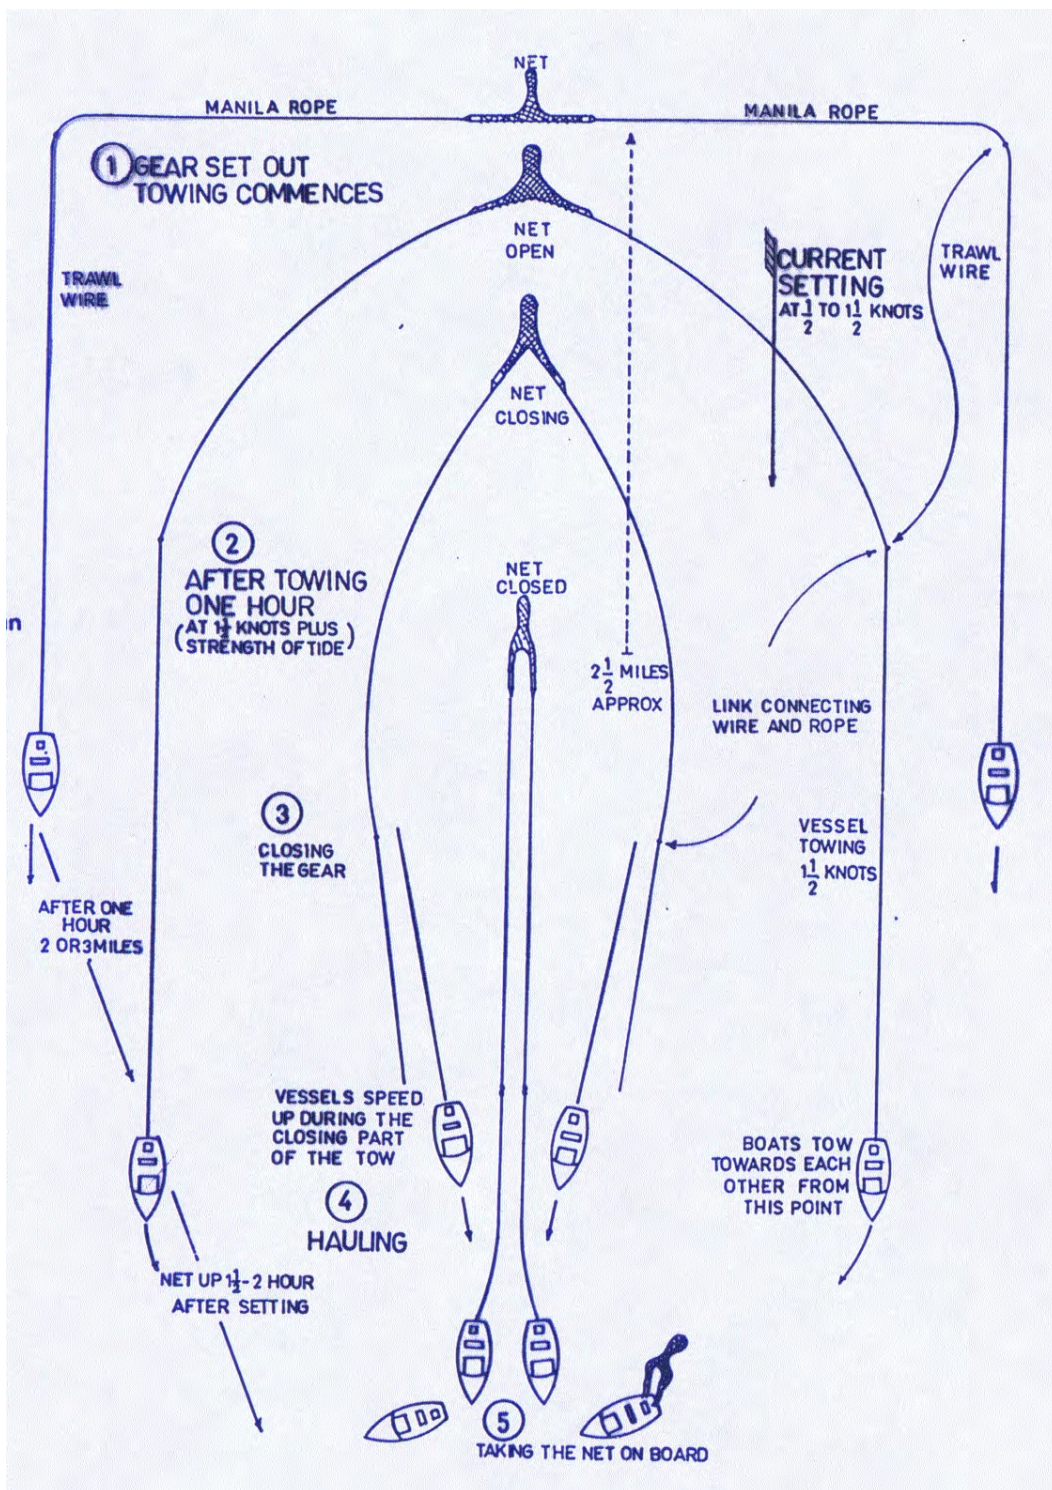 NET
MANILA ROPE
MANILA ROPE
1 GEAR SET OUT
TOWING COMMENCES
NET
OPEN
TRAWL
WIRE
CURRENT
SETTING
AT 1/2 TO 1 1/2 KNOTS
TRAWL
WIRE
NET
CLOSING
2
AFTER TOWING
ONE HOUR
(AT 1 1/2 KNOTS PLUS
STRENGTH OF TIDE)
NET
CLOSED
n
2 1/2 MILES
APPROX
LINK CONNECTING
WIRE AND ROPE
3
CLOSING
THE GEAR
VESSEL
TOWING
1 1/2 KNOTS
AFTER ONE
HOUR
2 OR 3 MILES
VESSELS SPEED
UP DURING THE
CLOSING PART
OF THE TOW
BOATS TOW
TOWARDS EACH
OTHER FROM
THIS POINT
4
HAULING
NET UP 1 1/2 - 2 HOUR
AFTER SETTING
5
TAKING THE NET ON BOARD